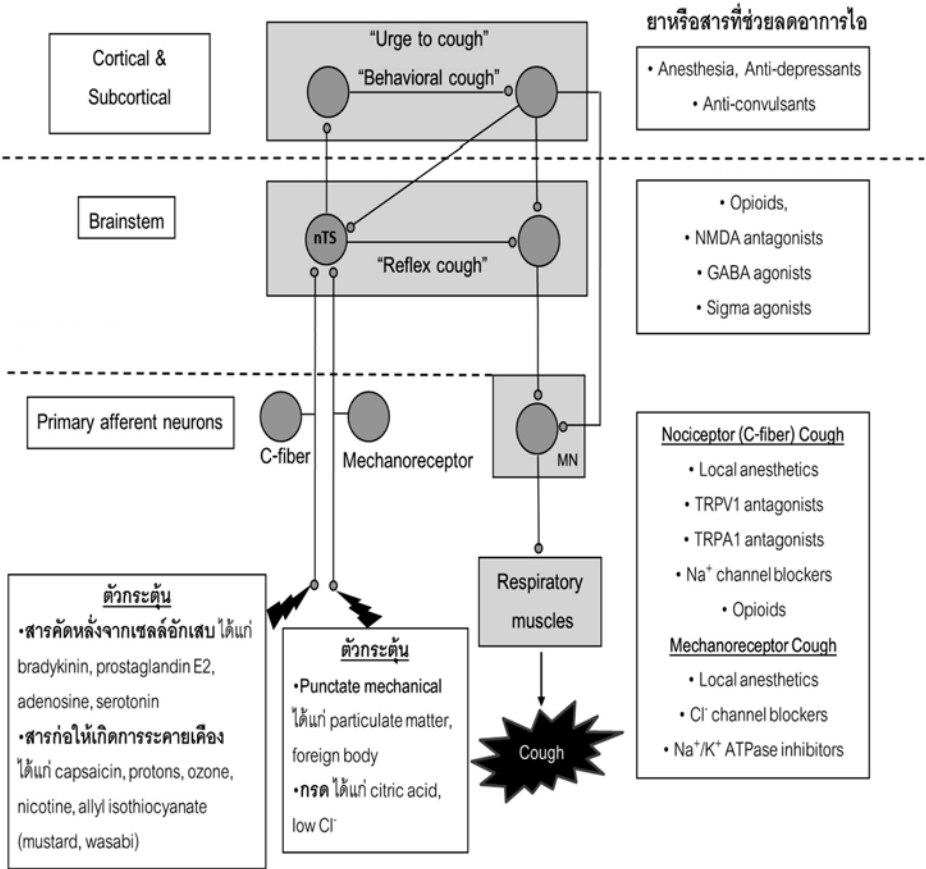 ยาหรือสารที่ช่วยลดอาการไอ
Cortical &
Subcortical
“Urge to cough”
“Behavioral cough”
• Anesthesia, Anti-depressants
• Anti-convulsants
Brainstem
nTS
“Reflex cough”
• Opioids,
• NMDA antagonists
• GABA agonists
• Sigma agonists
Primary afferent neurons
C-fiber
Mechanoreceptor
MN
Nociceptor (C-fiber) Cough
• Local anesthetics
• TRPV1 antagonists
• TRPA1 antagonists
• Na⁺ channel blockers
• Opioids
Mechanoreceptor Cough
• Local anesthetics
• Cl⁻ channel blockers
• Na⁺/K⁺ ATPase inhibitors
ตัวกระตุ้น
•สารคัดหลั่งจากเซลล์อักเสบ ได้แก่
bradykinin, prostaglandin E2,
adenosine, serotonin
•สารก่อให้เกิดการระคายเคือง
ได้แก่ capsaicin, protons, ozone,
nicotine, allyl isothiocyanate
(mustard, wasabi)
ตัวกระตุ้น
•Punctate mechanical
ได้แก่ particulate matter,
foreign body
•กรด ได้แก่ citric acid,
low Cl⁻
Respiratory
muscles
Cough